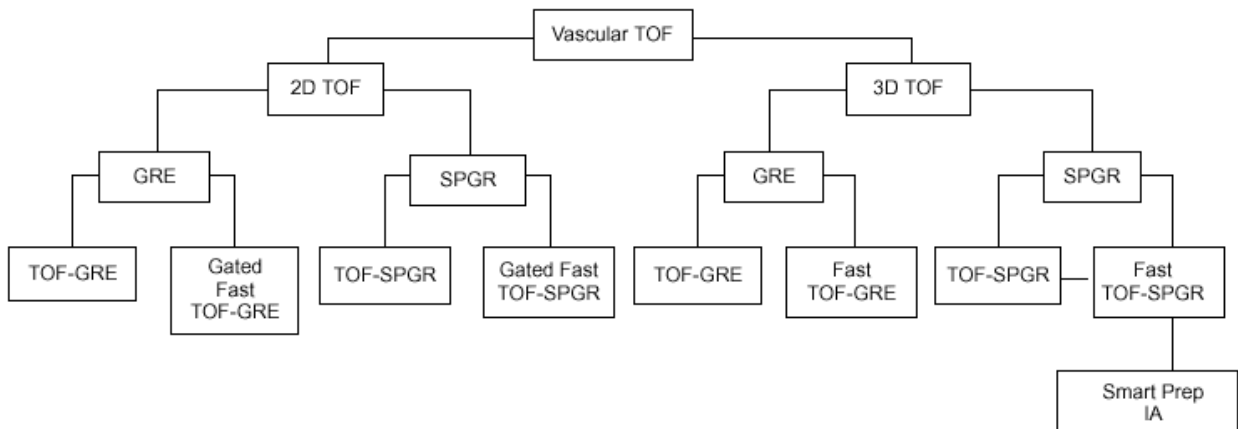 Vascular TOF
2D TOF
3D TOF
GRE
SPGR
GRE
SPGR
TOF-GRE
Gated
Fast
TOF-GRE
TOF-SPGR
Gated Fast
TOF-SPGR
TOF-GRE
Fast
TOF-GRE
TOF-SPGR
Fast
TOF-SPGR
Smart Prep
IA